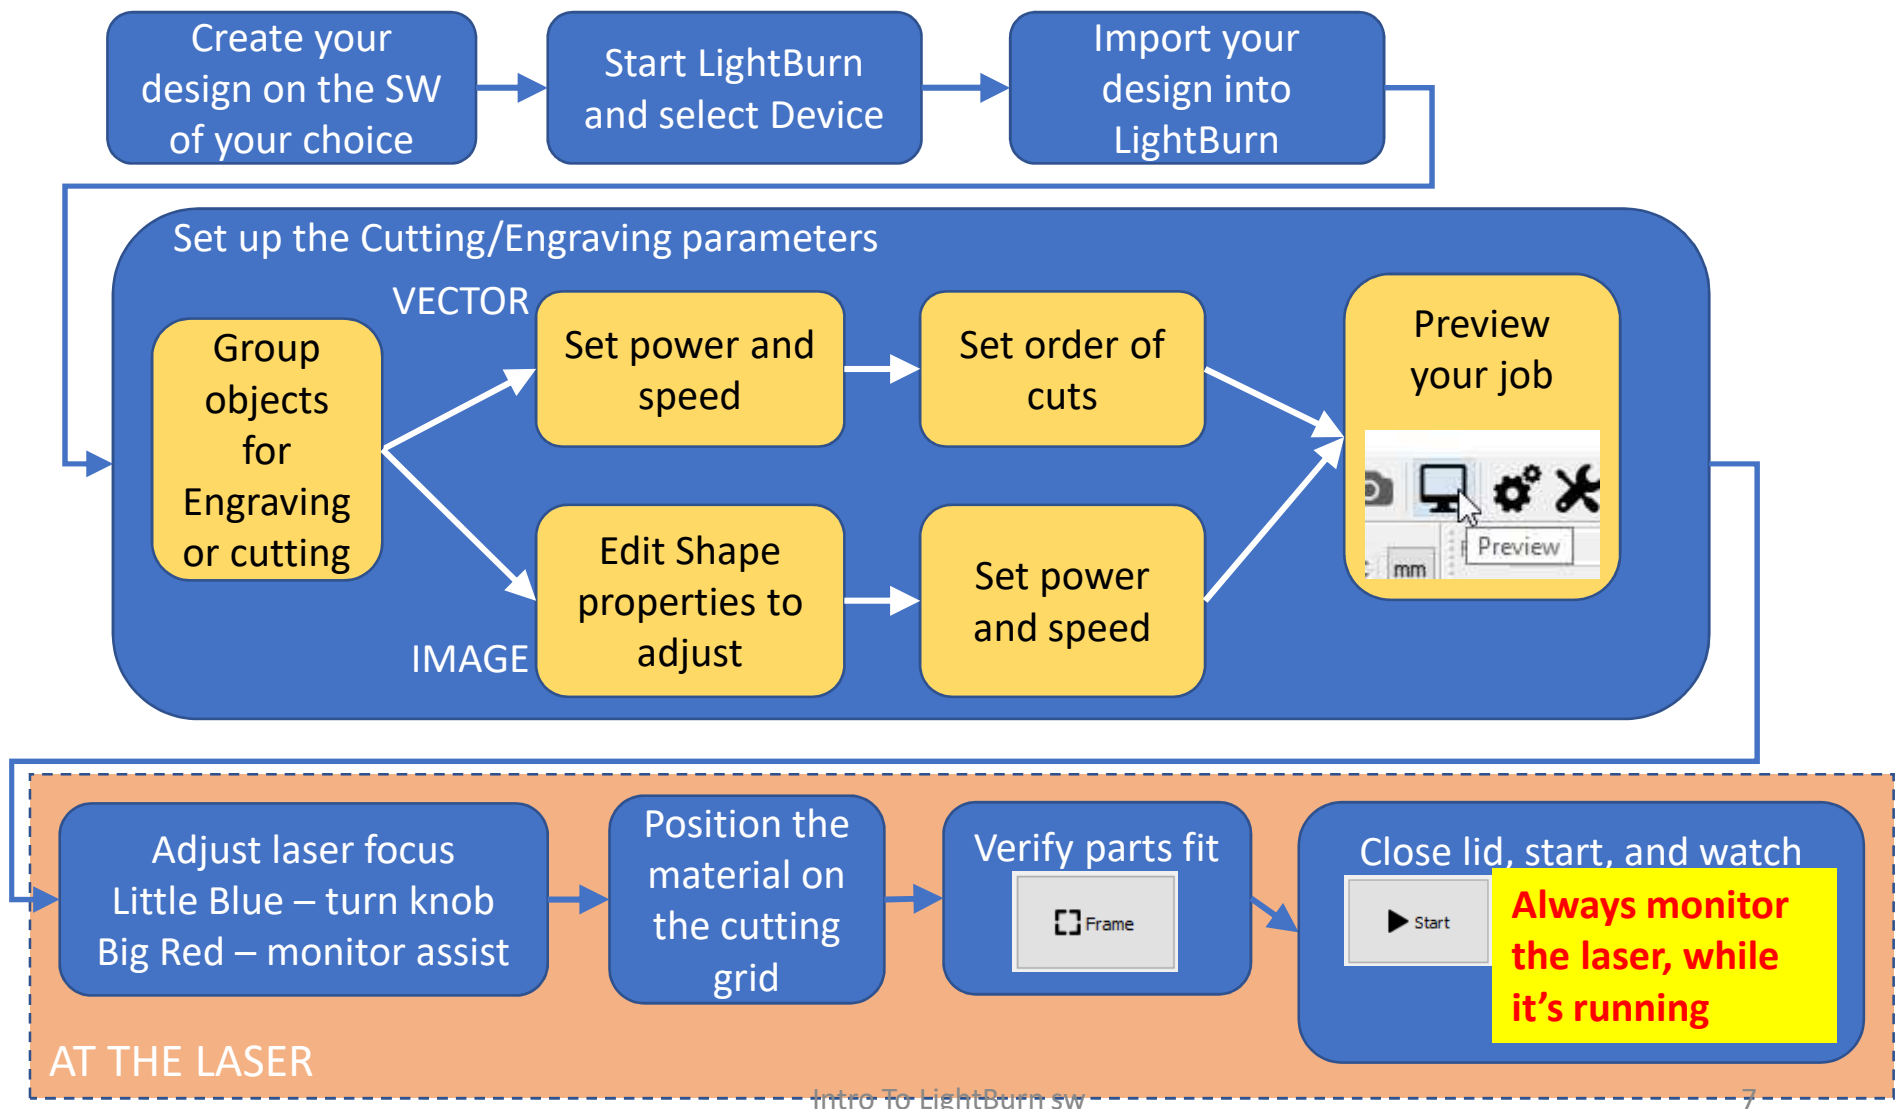 Create your
design on the SW
of your choice
Start LightBurn
and select Device
Import your
design into
LightBurn
Set up the Cutting/Engraving parameters
VECTOR
Group
objects
for
Engraving
or cutting
Set power and
speed
Set order of
cuts
Preview
your job
Preview
mm
IMAGE
Edit Shape
properties to
adjust
Set power
and speed
Adjust laser focus
Little Blue – turn knob
Big Red – monitor assist
Position the
material on
the cutting
grid
Verify parts fit
Frame
Close lid, start, and watch
Start
Always monitor
the laser, while
it's running
AT THE LASER
Intro To LightBurn sw
7